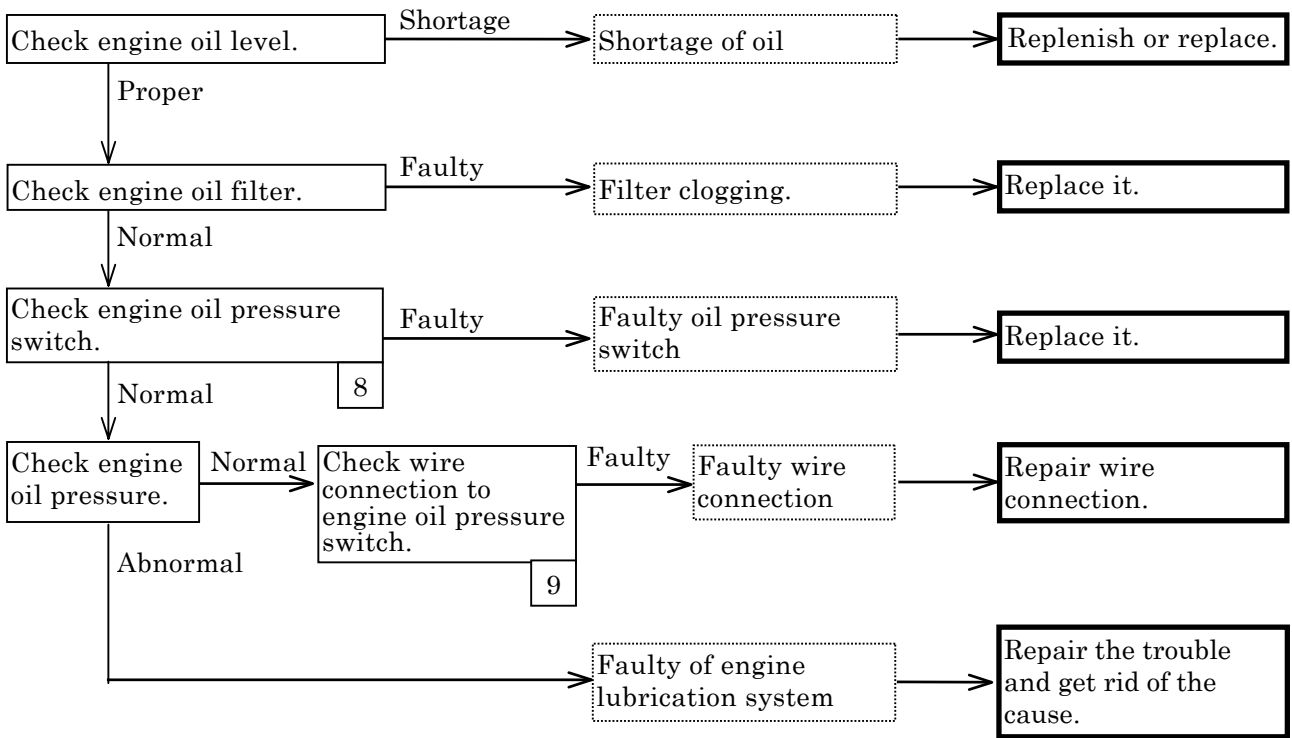 Check engine oil level.
Shortage
Shortage of oil
Replenish or replace.
Proper
Check engine oil filter.
Faulty
Filter clogging.
Replace it.
Normal
Check engine oil pressure
switch.
8
Faulty
Faulty oil pressure
switch
Replace it.
Normal
Check engine
oil pressure.
Normal
Check wire
connection to
engine oil pressure
switch.
9
Faulty
Faulty wire
connection
Repair wire
connection.
Abnormal
Faulty of engine
lubrication system
Repair the trouble
and get rid of the
cause.